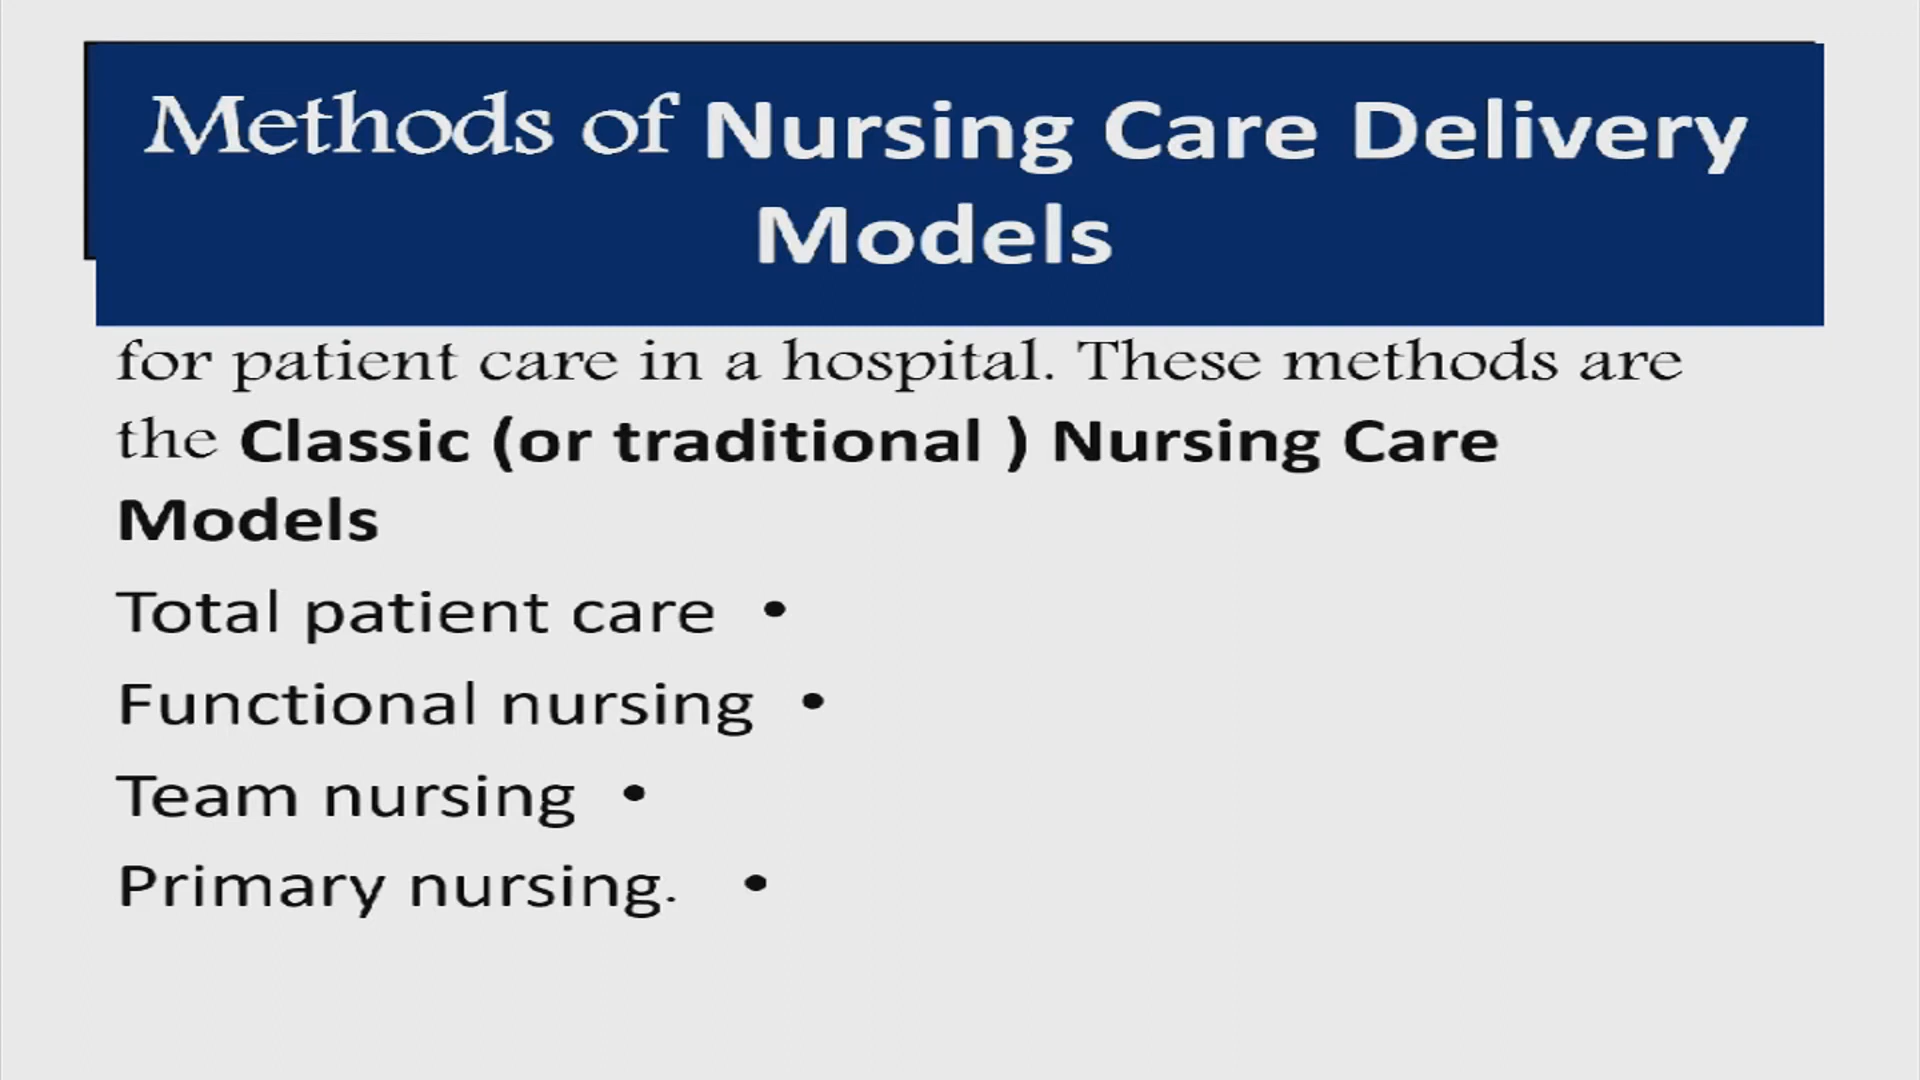 Methods of Nursing Care Delivery
Models
for patient care in a hospital. These methods are
the Classic (or traditional ) Nursing Care
Models
Total patient care •
Functional nursing •
Team nursing •
Primary nursing. •